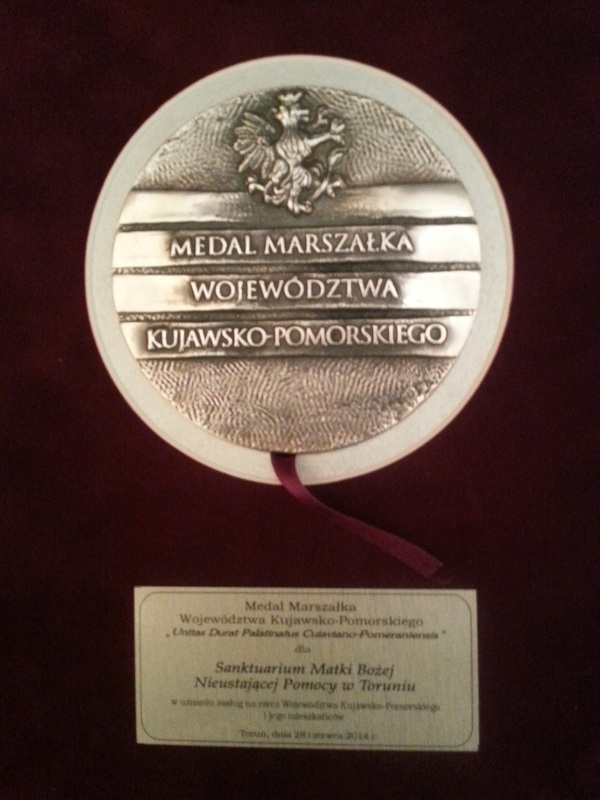 MEDAL MARSZAŁKA
WOJEWÓDZTWA
KUJAWSKO-POMORSKIEGO
Medal Marszałka
Województwa Kujawsko-Pomorskiego
„Unitas Durat Palatinatus Cuiaviano-Pomeraniensis”
dla
Sanktuarium Matki Bożej
Nieustającej Pomocy w Toruniu
w uznaniu zasług na rzecz Województwa Kujawsko-Pomorskiego
i jego mieszkańców
Toruń, dnia 28 czerwca 2014 r.